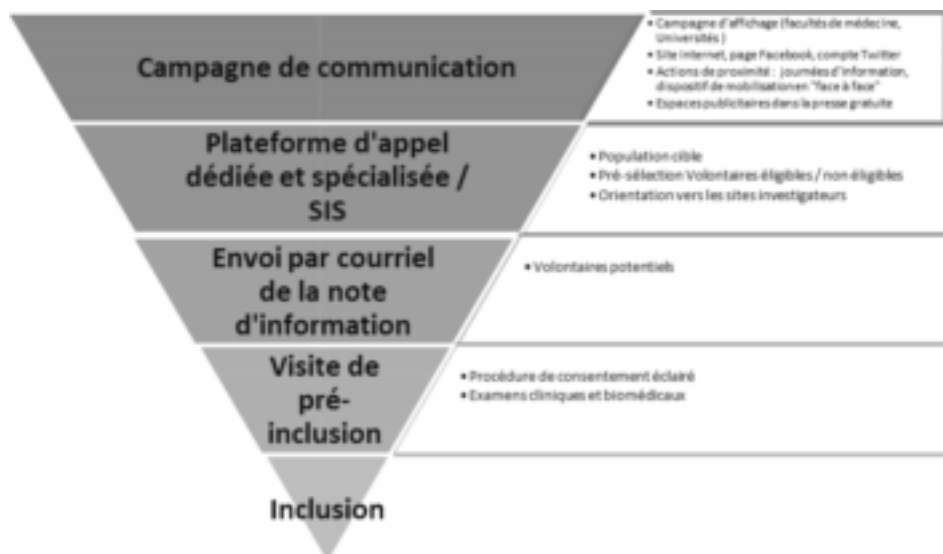 Campagne de communication
• Campagne d'affichage (facultés de médecine,
Universités )
• Site Internet, page Facebook, compte Twitter
• Actions de proximité : journées d'information,
dispositif de mobilisation en "face à face"
• Espaces publicitaires dans la presse gratuite
Plateforme d'appel
dédiée et spécialisée /
SIS
• Population cible
• Pré-sélection Volontaires éligibles / non éligibles
• Orientation vers les sites investigateurs
Envoi par courriel
de la note
d'information
• Volontaires potentiels
Visite de
pré-
inclusion
• Procédure de consentement éclairé
• Examens cliniques et biomédicaux
Inclusion